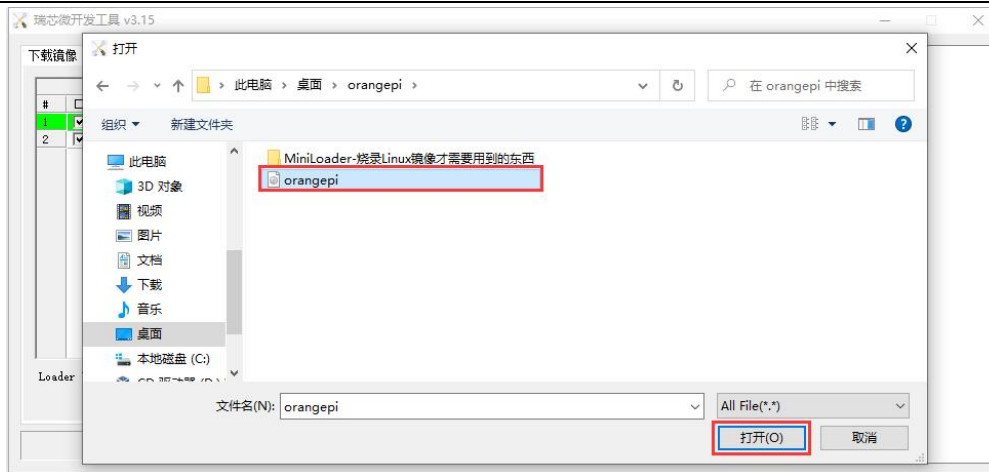 瑞芯微开发工具 v3.15
下载镜像
打开
此电脑 › 桌面 › orangepi ›
在 orangepi 中搜索
组织 新建文件夹
#
1
2
此电脑
3D 对象
视频
图片
文档
下载
音乐
桌面
本地磁盘 (C:)
MiniLoader-烧录Linux镜像才需要用到的东西
orangepi
Loader
文件名(N): orangepi
All File(*.*)
打开(O) 取消